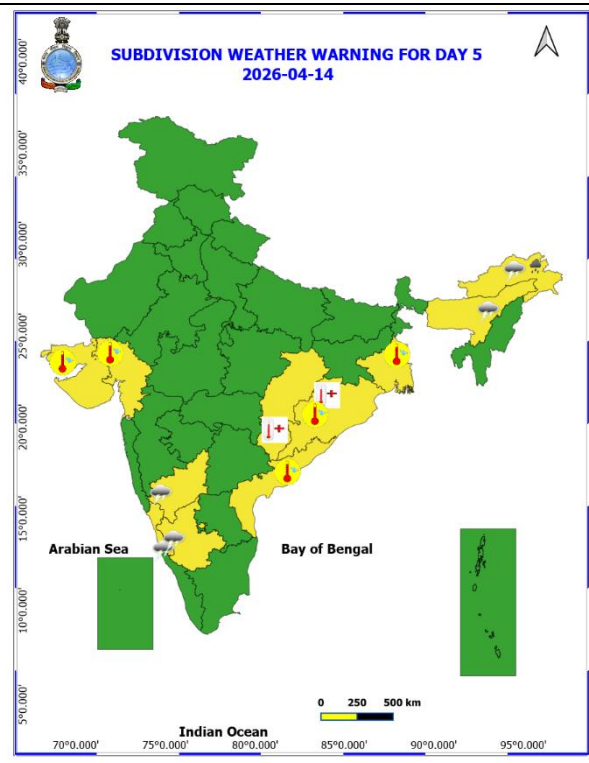 SUBDIVISION WEATHER WARNING FOR DAY 5
2026-04-14
40°0.000'
35°0.000'
30°0.000'
25°0.000'
20°0.000'
15°0.000'
10°0.000'
5°0.000'
Arabian Sea
Bay of Bengal
0 250 500 km
Indian Ocean
70°0.000' 75°0.000' 80°0.000' 85°0.000' 90°0.000' 95°0.000'